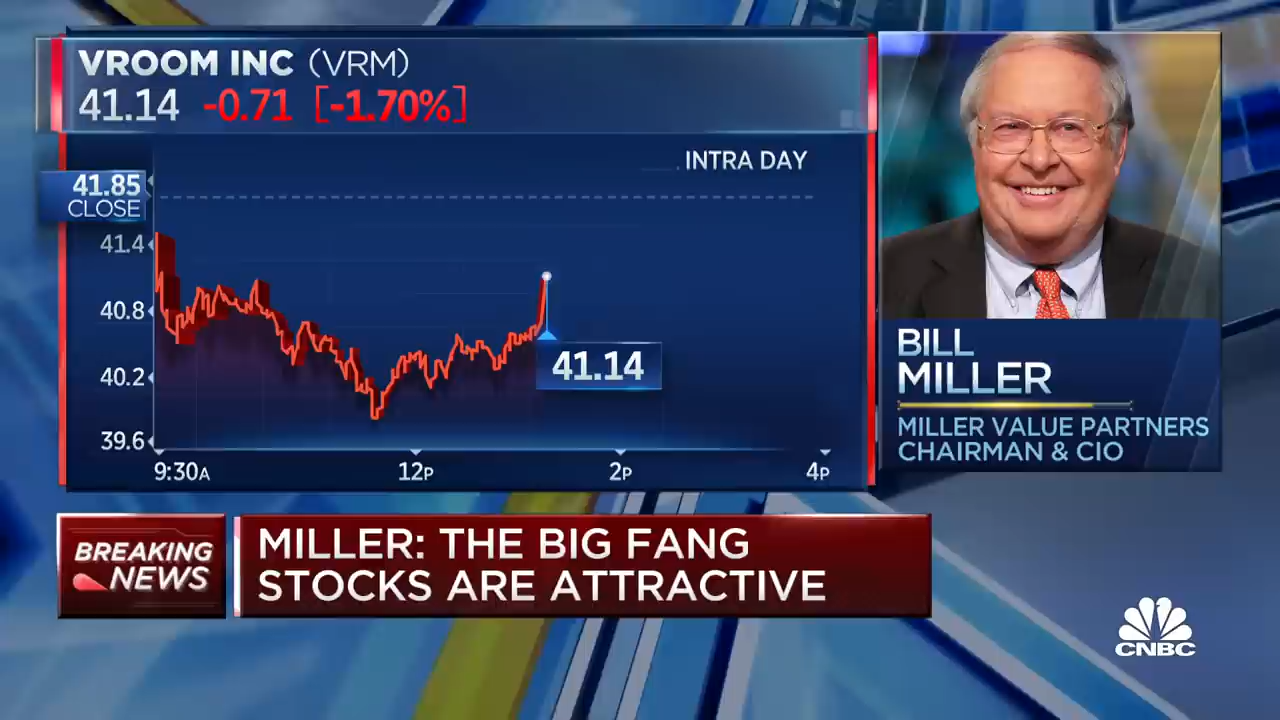 VROOM INC (VRM)
41.14 -0.71 [-1.70%]
INTRA DAY
41.85
CLOSE
41.4
40.8
40.2
39.6
41.14
9:30A
12P
2P
4P
BILL
MILLER
MILLER VALUE PARTNERS
CHAIRMAN & CIO
BREAKING
NEWS
MILLER: THE BIG FANG
STOCKS ARE ATTRACTIVE
CNBC